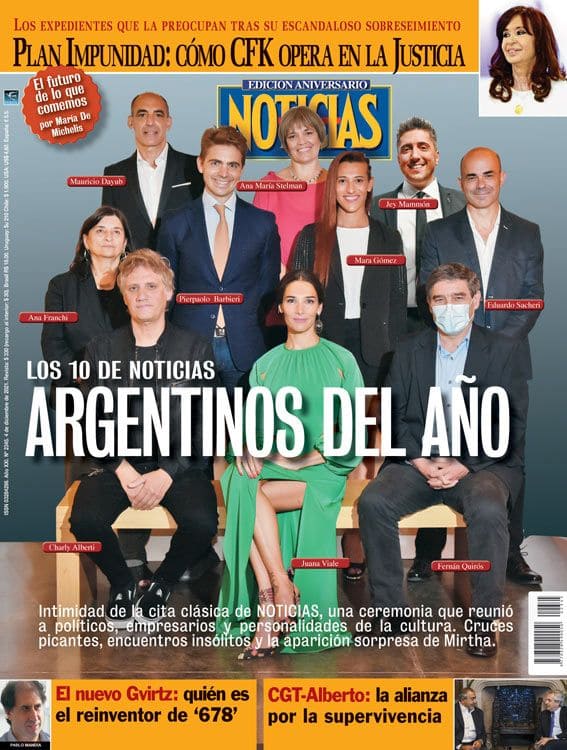 LOS EXPEDIENTES QUE LA PREOCUPAN TRAS SU ESCANDALOSO SOBRESEIMIENTO
PLAN IMPUNIDAD: CÓMO CFK OPERA EN LA JUSTICIA
El futuro
de lo que
comemos
por María De
Michelis
EDICION ANIVERSARIO
NOTICIAS
Mauricio Dayub
Ana María Stelman
Jey Mammón
Mara Gómez
Ana Franchi
Pierpaolo Barbieri
Eduardo Sacheri
LOS 10 DE NOTICIAS
ARGENTINOS DEL AÑO
Charly Alberti
Juana Viale
Fernán Quirós
Intimidad de la cita clásica de NOTICIAS, una ceremonia que reunió
a políticos, empresarios y personalidades de la cultura. Cruces
picantes, encuentros insólitos y la aparición sorpresa de Mirtha.
El nuevo Gvirtz: quién es
el reinventor de ‘678’
CGT-Alberto: la alianza
por la supervivencia
PABLO MANFIA